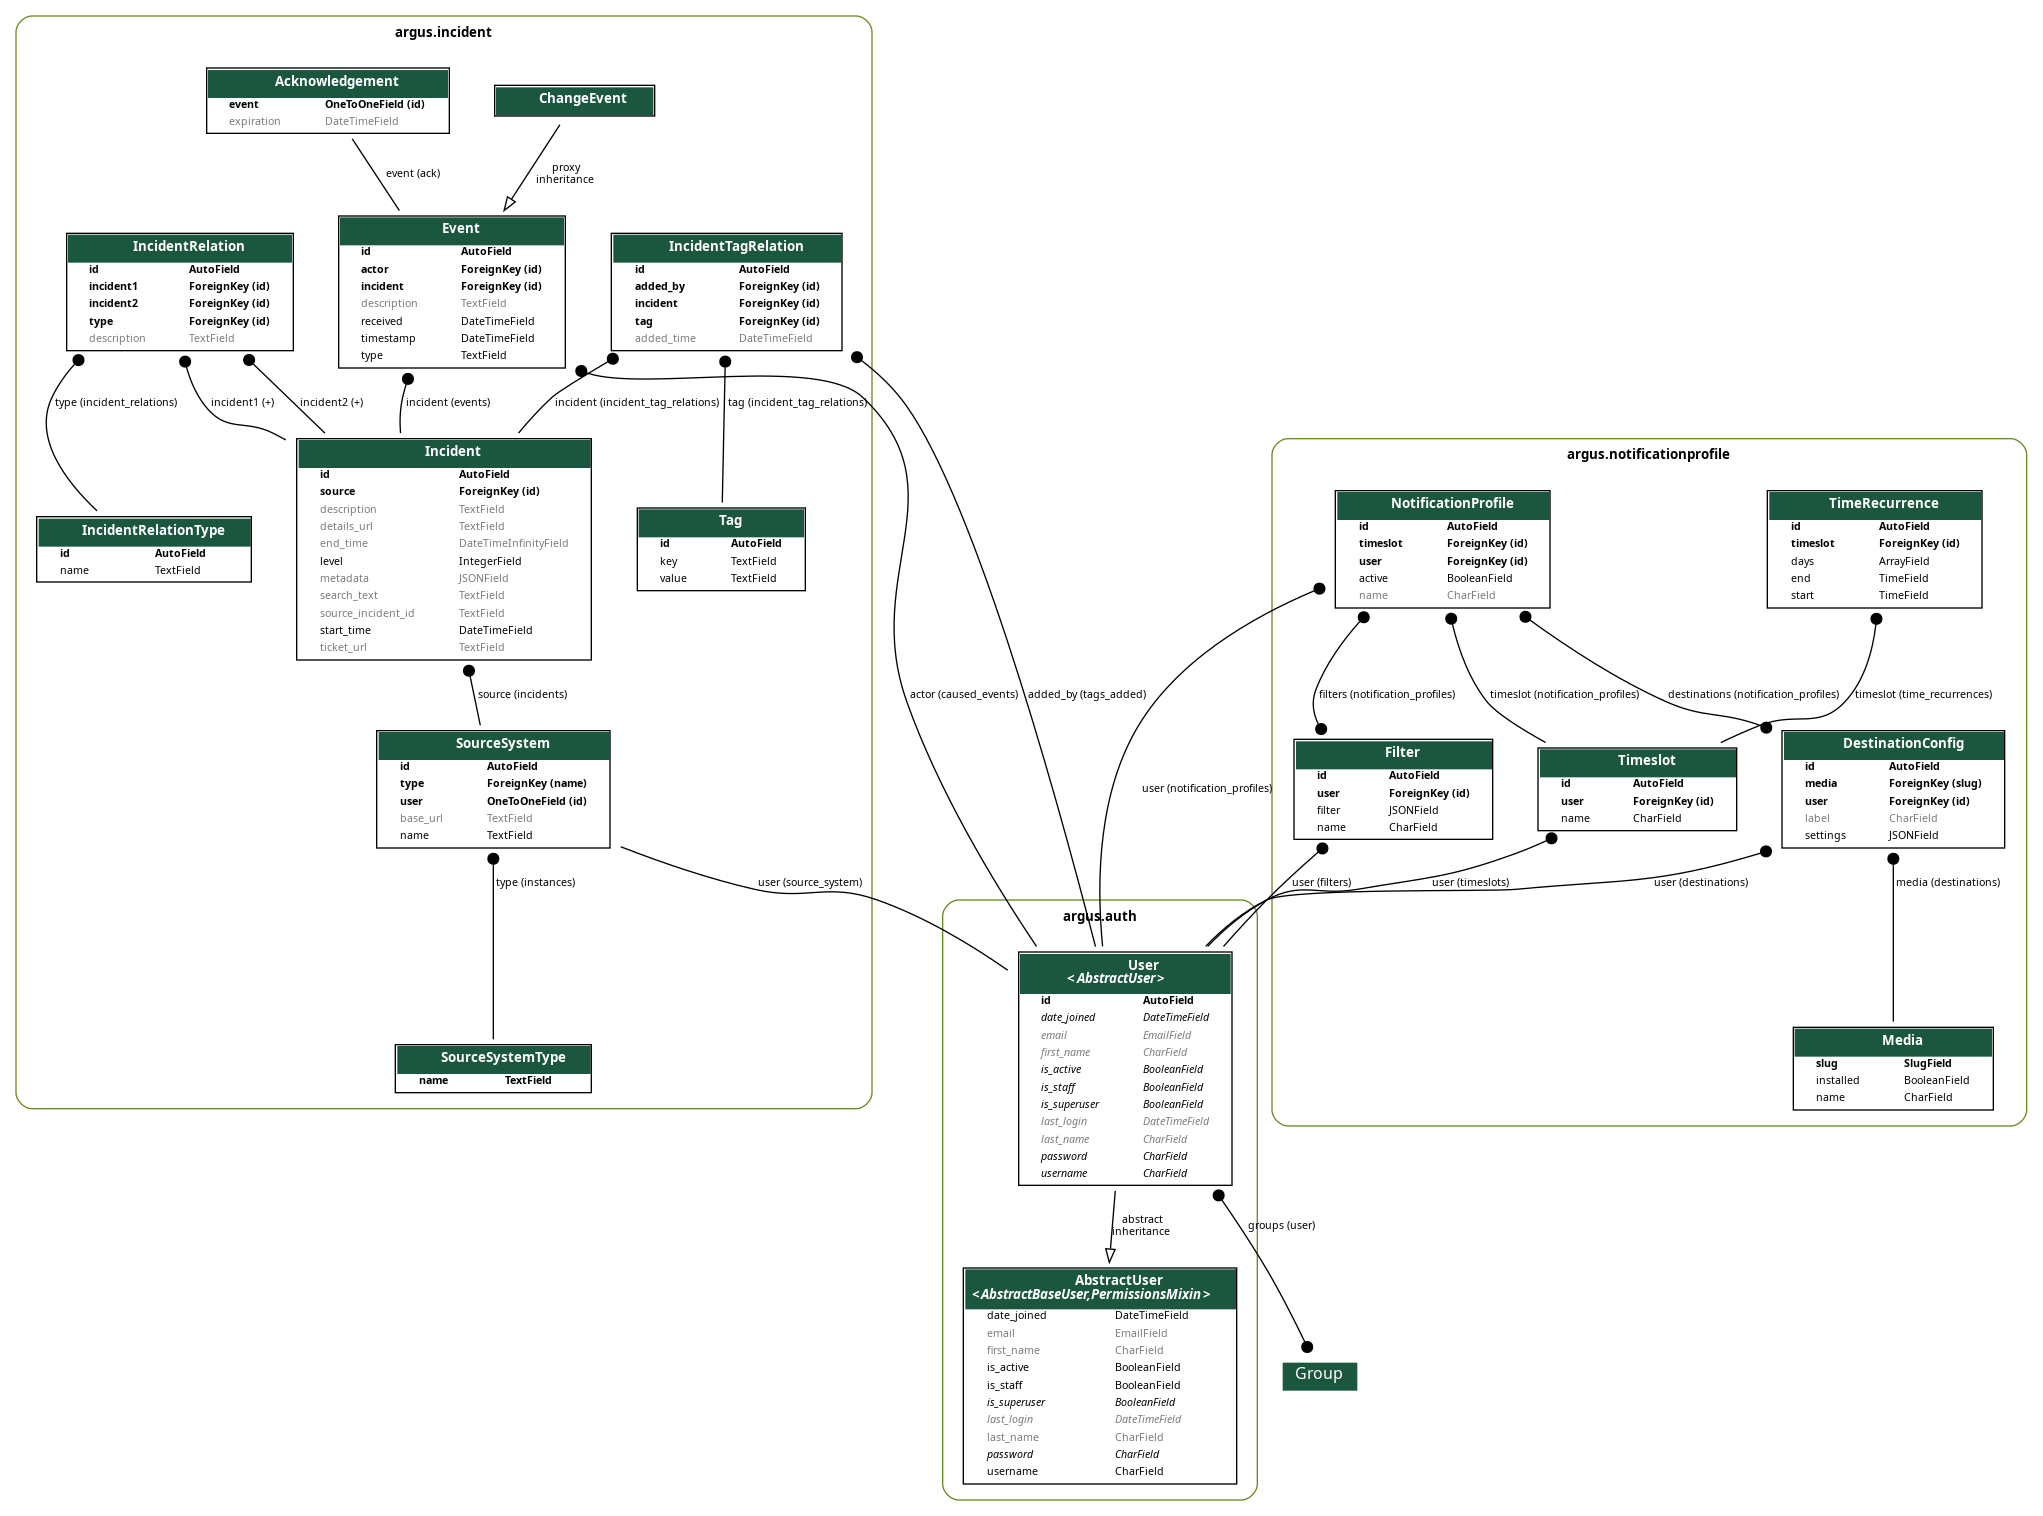 argus.incident
Acknowledgement
event OneToOneField (id)
expiration DateTimeField
ChangeEvent
event (ack)
proxy
inheritance
IncidentRelation
id AutoField
incident1 ForeignKey (id)
incident2 ForeignKey (id)
type ForeignKey (id)
description TextField
Event
id AutoField
actor ForeignKey (id)
incident ForeignKey (id)
description TextField
received DateTimeField
timestamp DateTimeField
type TextField
IncidentTagRelation
id AutoField
added_by ForeignKey (id)
incident ForeignKey (id)
tag ForeignKey (id)
added_time DateTimeField
type (incident_relations)
incident1 (+)
incident2 (+)
incident (events)
incident (incident_tag_relations)
tag (incident_tag_relations)
Incident
id AutoField
source ForeignKey (id)
description TextField
details_url TextField
end_time DateTimeInfinityField
level IntegerField
metadata JSONField
search_text TextField
source_incident_id TextField
start_time DateTimeField
ticket_url TextField
IncidentRelationType
id AutoField
name TextField
Tag
id AutoField
key TextField
value TextField
source (incidents)
actor (caused_events)
added_by (tags_added)
SourceSystem
id AutoField
type ForeignKey (name)
user OneToOneField (id)
base_url TextField
name TextField
type (instances)
user (source_system)
SourceSystemType
name TextField
argus.notificationprofile
NotificationProfile
id AutoField
timeslot ForeignKey (id)
user ForeignKey (id)
active BooleanField
name CharField
TimeRecurrence
id AutoField
timeslot ForeignKey (id)
days ArrayField
end TimeField
start TimeField
filters (notification_profiles)
timeslot (notification_profiles)
destinations (notification_profiles)
timeslot (time_recurrences)
user (notification_profiles)
Filter
id AutoField
user ForeignKey (id)
filter JSONField
name CharField
Timeslot
id AutoField
user ForeignKey (id)
name CharField
DestinationConfig
id AutoField
media ForeignKey (slug)
user ForeignKey (id)
label CharField
settings JSONField
user (filters)
user (timeslots)
user (destinations)
media (destinations)
Media
slug SlugField
installed BooleanField
name CharField
argus.auth
User
< AbstractUser >
id AutoField
date_joined DateTimeField
email EmailField
first_name CharField
is_active BooleanField
is_staff BooleanField
is_superuser BooleanField
last_login DateTimeField
last_name CharField
password CharField
username CharField
abstract
inheritance
groups (user)
AbstractUser
< AbstractBaseUser,PermissionsMixin >
date_joined DateTimeField
email EmailField
first_name CharField
is_active BooleanField
is_staff BooleanField
is_superuser BooleanField
last_login DateTimeField
last_name CharField
password CharField
username CharField
Group